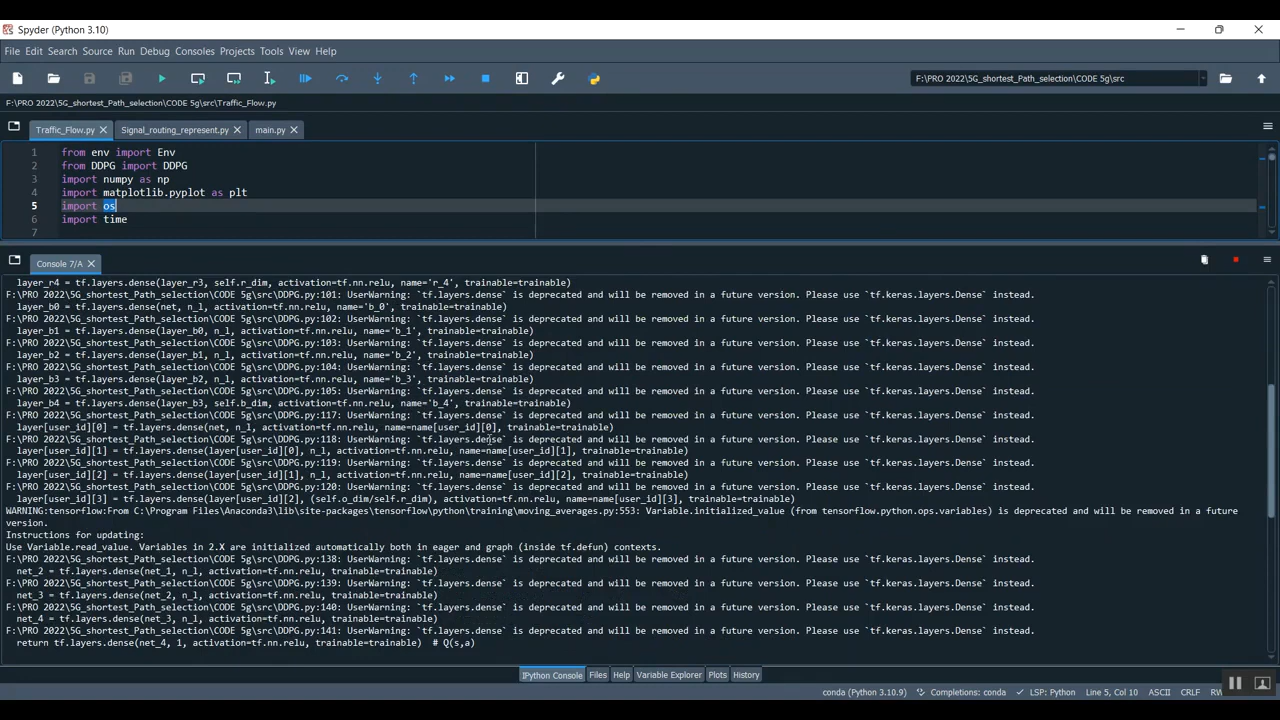 Spyder (Python 3.10)
File Edit Search Source Run Debug Consoles Projects Tools View Help
F:\PRO 2022\5G_shortest_Path_selection\CODE 5g\src
F:\PRO 2022\5G_shortest_Path_selection\CODE 5g\src\Traffic_Flow.py
Traffic_Flow.py Signal_routing_represent.py main.py
1 from env import Env
2 from DDPG import DDPG
3 import numpy as np
4 import matplotlib.pyplot as plt
5 import os
6 import time
7
Console 7/A
layer_r4 = tf.layers.dense(layer_r3, self.r_dim, activation=tf.nn.relu, name='r_4', trainable=trainable)
F:\PRO 2022\5G_shortest_Path_selection\CODE 5g\src\DDPG.py:101: UserWarning: `tf.layers.dense` is deprecated and will be removed in a future version. Please use `tf.keras.layers.Dense` instead.
layer_b0 = tf.layers.dense(net, n_l, activation=tf.nn.relu, name='b_0', trainable=trainable)
F:\PRO 2022\5G_shortest_Path_selection\CODE 5g\src\DDPG.py:102: UserWarning: `tf.layers.dense` is deprecated and will be removed in a future version. Please use `tf.keras.layers.Dense` instead.
layer_b1 = tf.layers.dense(layer_b0, n_l, activation=tf.nn.relu, name='b_1', trainable=trainable)
F:\PRO 2022\5G_shortest_Path_selection\CODE 5g\src\DDPG.py:103: UserWarning: `tf.layers.dense` is deprecated and will be removed in a future version. Please use `tf.keras.layers.Dense` instead.
layer_b2 = tf.layers.dense(layer_b1, n_l, activation=tf.nn.relu, name='b_2', trainable=trainable)
F:\PRO 2022\5G_shortest_Path_selection\CODE 5g\src\DDPG.py:104: UserWarning: `tf.layers.dense` is deprecated and will be removed in a future version. Please use `tf.keras.layers.Dense` instead.
layer_b3 = tf.layers.dense(layer_b2, n_l, activation=tf.nn.relu, name='b_3', trainable=trainable)
F:\PRO 2022\5G_shortest_Path_selection\CODE 5g\src\DDPG.py:105: UserWarning: `tf.layers.dense` is deprecated and will be removed in a future version. Please use `tf.keras.layers.Dense` instead.
layer_b4 = tf.layers.dense(layer_b3, self.b_dim, activation=tf.nn.relu, name='b_4', trainable=trainable)
F:\PRO 2022\5G_shortest_Path_selection\CODE 5g\src\DDPG.py:117: UserWarning: `tf.layers.dense` is deprecated and will be removed in a future version. Please use `tf.keras.layers.Dense` instead.
layer[user_id][0] = tf.layers.dense(net, n_l, activation=tf.nn.relu, name=name[user_id][0], trainable=trainable)
F:\PRO 2022\5G_shortest_Path_selection\CODE 5g\src\DDPG.py:118: UserWarning: `tf.layers.dense` is deprecated and will be removed in a future version. Please use `tf.keras.layers.Dense` instead.
layer[user_id][1] = tf.layers.dense(layer[user_id][0], n_l, activation=tf.nn.relu, name=name[user_id][1], trainable=trainable)
F:\PRO 2022\5G_shortest_Path_selection\CODE 5g\src\DDPG.py:119: UserWarning: `tf.layers.dense` is deprecated and will be removed in a future version. Please use `tf.keras.layers.Dense` instead.
layer[user_id][2] = tf.layers.dense(layer[user_id][1], n_l, activation=tf.nn.relu, name=name[user_id][2], trainable=trainable)
F:\PRO 2022\5G_shortest_Path_selection\CODE 5g\src\DDPG.py:120: UserWarning: `tf.layers.dense` is deprecated and will be removed in a future version. Please use `tf.keras.layers.Dense` instead.
layer[user_id][3] = tf.layers.dense(layer[user_id][2], (self.o_dim/self.r_dim), activation=tf.nn.relu, name=name[user_id][3], trainable=trainable)
WARNING:tensorflow:From C:\Program Files\Anaconda3\lib\site-packages\tensorflow\python\training\moving_averages.py:553: Variable.initialized_value (from tensorflow.python.ops.variables) is deprecated and will be removed in a future
version.
Instructions for updating:
Use Variable.read_value. Variables in 2.X are initialized automatically both in eager and graph (inside tf.defun) contexts.
F:\PRO 2022\5G_shortest_Path_selection\CODE 5g\src\DDPG.py:138: UserWarning: `tf.layers.dense` is deprecated and will be removed in a future version. Please use `tf.keras.layers.Dense` instead.
net_2 = tf.layers.dense(net_1, n_l, activation=tf.nn.relu, trainable=trainable)
F:\PRO 2022\5G_shortest_Path_selection\CODE 5g\src\DDPG.py:139: UserWarning: `tf.layers.dense` is deprecated and will be removed in a future version. Please use `tf.keras.layers.Dense` instead.
net_3 = tf.layers.dense(net_2, n_l, activation=tf.nn.relu, trainable=trainable)
F:\PRO 2022\5G_shortest_Path_selection\CODE 5g\src\DDPG.py:140: UserWarning: `tf.layers.dense` is deprecated and will be removed in a future version. Please use `tf.keras.layers.Dense` instead.
net_4 = tf.layers.dense(net_3, n_l, activation=tf.nn.relu, trainable=trainable)
F:\PRO 2022\5G_shortest_Path_selection\CODE 5g\src\DDPG.py:141: UserWarning: `tf.layers.dense` is deprecated and will be removed in a future version. Please use `tf.keras.layers.Dense` instead.
return tf.layers.dense(net_4, 1, activation=tf.nn.relu, trainable=trainable) # Q(s,a)
IPython Console Files Help Variable Explorer Plots History
conda (Python 3.10.9) Completions: conda LSP: Python Line 5, Col 10 ASCII CRLF RW